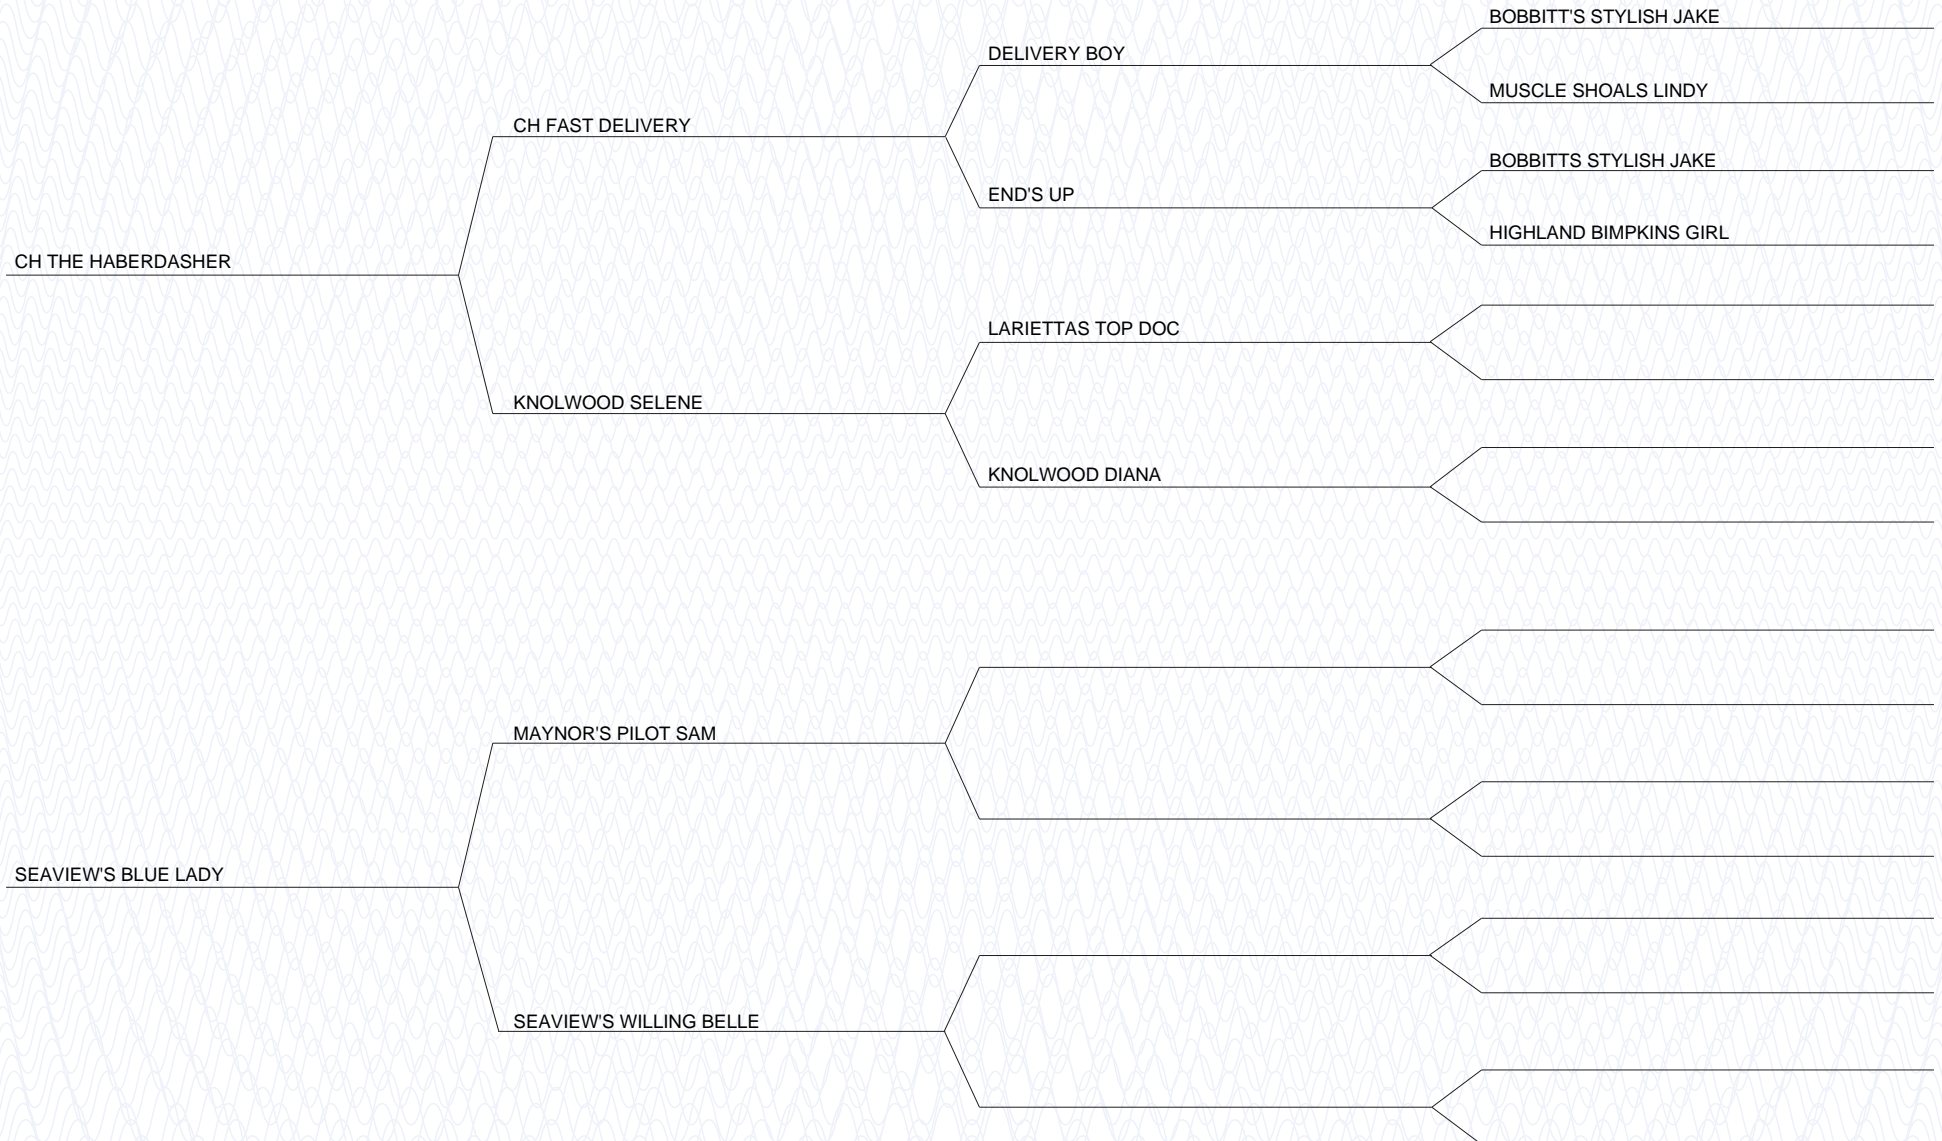 BOBBITT'S STYLISH JAKE
DELIVERY BOY
MUSCLE SHOALS LINDY
CH FAST DELIVERY
BOBBITTS STYLISH JAKE
END'S UP
HIGHLAND BIMPKINS GIRL
CH THE HABERDASHER
LARIETTAS TOP DOC
KNOLWOOD SELENE
KNOLWOOD DIANA
MAYNOR'S PILOT SAM
SEAVIEW'S BLUE LADY
SEAVIEW'S WILLING BELLE